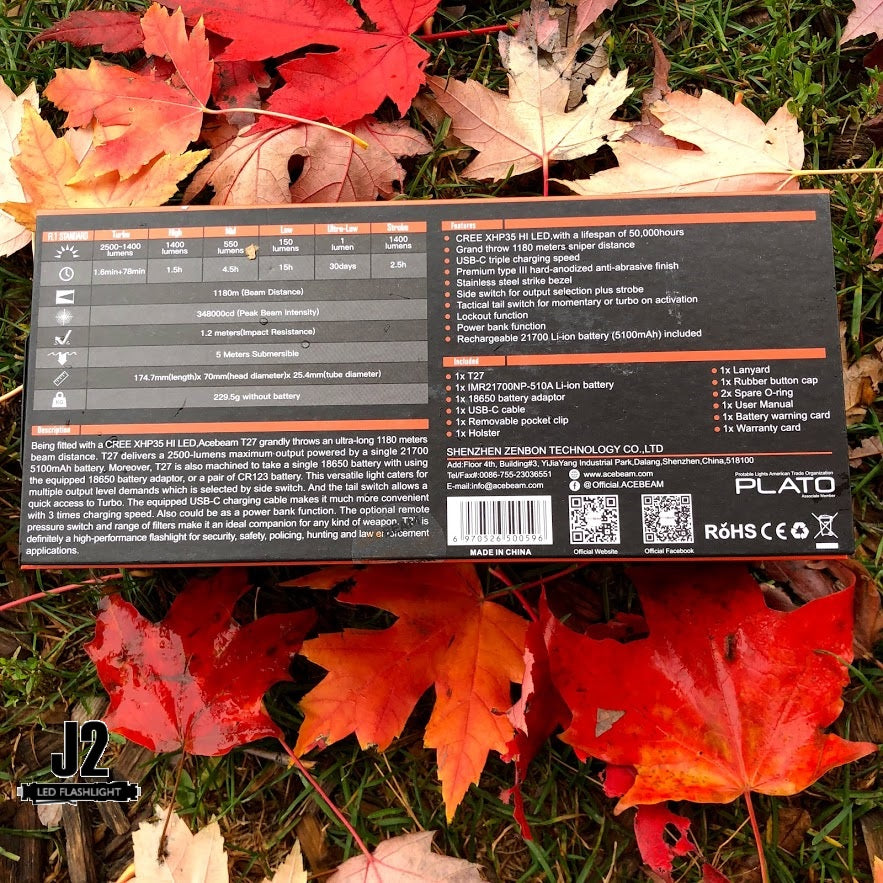 FL1 STANDARD Turbo High Mid Low Ultra-Low Strobe
2500~1400 lumens 1400 lumens 550 lumens 150 lumens 1 lumen 1400 lumens
1.6min+78min 1.5h 4.5h 15h 30days 2.5h
1180m (Beam Distance)
348000cd (Peak Beam Intensity)
1.2 meters(Impact Resistance)
5 Meters Submersible
174.7mm(length)x 70mm(head diameter)x 25.4mm(tube diameter)
KG 229.5g without battery
Description
Being fitted with a CREE XHP35 HI LED,Acebeam T27 grandly throws an ultra-long 1180 meters
beam distance. T27 delivers a 2500-lumens maximum-output powered by a single 21700
5100mAh battery. Moreover, T27 is also machined to take a single 18650 battery with using
the equipped 18650 battery adaptor, or a pair of CR123 battery. This versatile light caters for
multiple output level demands which is selected by side switch. And the tail switch allows a
quick access to Turbo. The equipped USB-C charging cable makes it much more convenient
with 3 times charging speed. Also could be as a power bank function. The optional remote
pressure switch and range of filters make it an ideal companion for any kind of weapon. is
definitely a high-performance flashlight for security, safety, policing, hunting and law enforcement
applications.
Features
• CREE XHP35 HI LED,with a lifespan of 50,000hours
• Grand throw 1180 meters sniper distance
• USB-C triple charging speed
• Premium type III hard-anodized anti-abrasive finish
• Stainless steel strike bezel
• Side switch for output selection plus strobe
• Tactical tail switch for momentary or turbo on activation
• Lockout function
• Power bank function
• Rechargeable 21700 Li-ion battery (5100mAh) included
Included
• 1x T27
• 1x IMR21700NP-510A Li-ion battery
• 1x 18650 battery adaptor
• 1x USB-C cable
• 1x Removable pocket clip
• 1x Holster
• 1x Lanyard
• 1x Rubber button cap
• 2x Spare O-ring
• 1x User Manual
• 1x Battery warning card
• 1x Warranty card
SHENZHEN ZENBON TECHNOLOGY CO.,LTD
Add:Floor 4th, Building#3, YiJiaYang Industrial Park,Dalang,Shenzhen,China,518100
Tel/Fax#:0086-755-23036551 www.acebeam.com
E-mail:info@acebeam.com @Official.ACEBEAM
Portable Lights American Trade Organization
PLATO
Associate Member
6 970526 500596
MADE IN CHINA
Official Website
Official Facebook
RoHS CE
J2
LED FLASHLIGHT